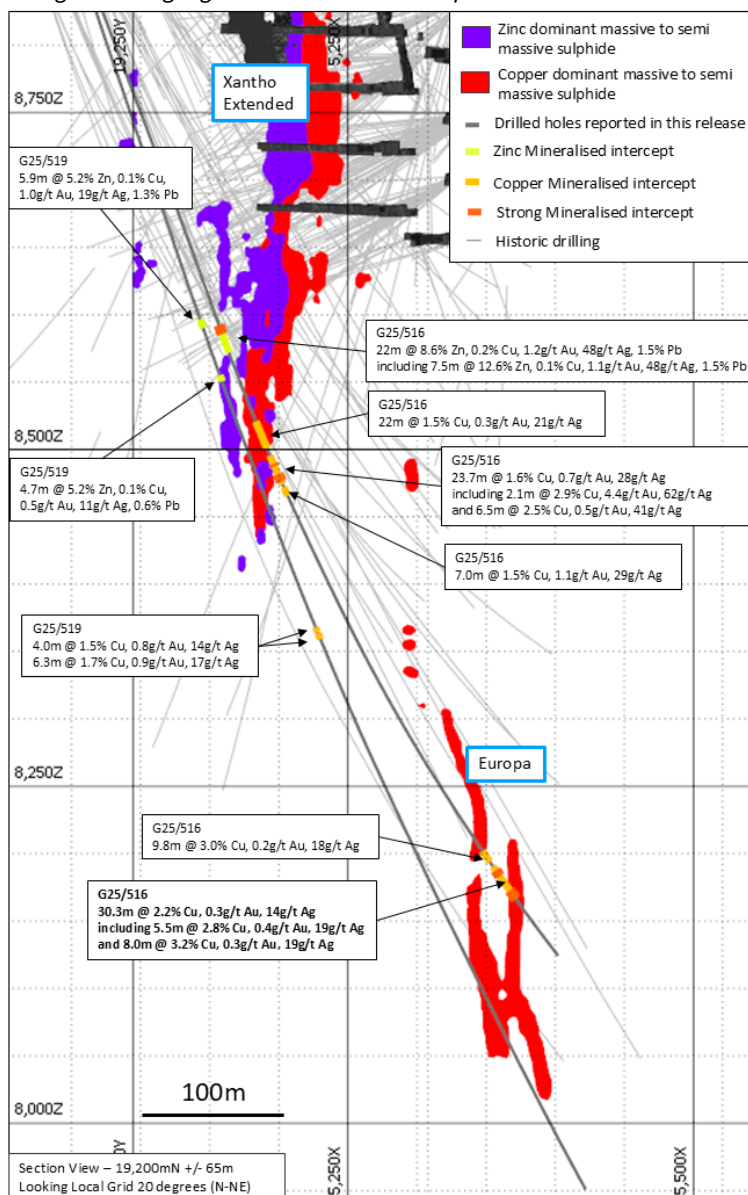 19,250Y
5,250X
Zinc dominant massive to semi
massive sulphide
Copper dominant massive to semi
massive sulphide
Drilled holes reported in this release
Zinc Mineralised intercept
Copper Mineralised intercept
Strong Mineralised intercept
Historic drilling
Xantho
Extended
8,750Z
G25/519
5.9m @ 5.2% Zn, 0.1% Cu,
1.0g/t Au, 19g/t Ag, 1.3% Pb
G25/516
22m @ 8.6% Zn, 0.2% Cu, 1.2g/t Au, 48g/t Ag, 1.5% Pb
including 7.5m @ 12.6% Zn, 0.1% Cu, 1.1g/t Au, 48g/t Ag, 1.5% Pb
G25/516
22m @ 1.5% Cu, 0.3g/t Au, 21g/t Ag
8,500Z
G25/519
4.7m @ 5.2% Zn, 0.1% Cu,
0.5g/t Au, 11g/t Ag, 0.6% Pb
G25/516
23.7m @ 1.6% Cu, 0.7g/t Au, 28g/t Ag
including 2.1m @ 2.9% Cu, 4.4g/t Au, 62g/t Ag
and 6.5m @ 2.5% Cu, 0.5g/t Au, 41g/t Ag
G25/516
7.0m @ 1.5% Cu, 1.1g/t Au, 29g/t Ag
G25/519
4.0m @ 1.5% Cu, 0.8g/t Au, 14g/t Ag
6.3m @ 1.7% Cu, 0.9g/t Au, 17g/t Ag
8,250Z
Europa
G25/516
9.8m @ 3.0% Cu, 0.2g/t Au, 18g/t Ag
G25/516
30.3m @ 2.2% Cu, 0.3g/t Au, 14g/t Ag
including 5.5m @ 2.8% Cu, 0.4g/t Au, 19g/t Ag
and 8.0m @ 3.2% Cu, 0.3g/t Au, 19g/t Ag
100m
8,000Z
5,250X
5,500X
Section View – 19,200mN +/- 65m
Looking Local Grid 20 degrees (N-NE)